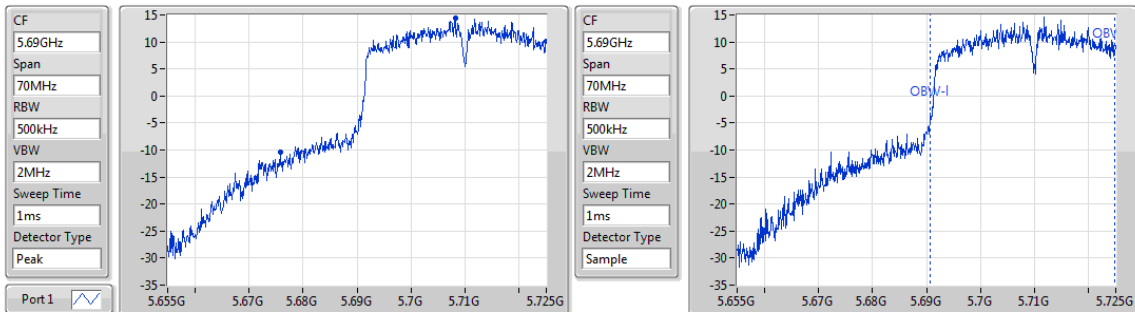 CF
5.69GHz
Span
70MHz
RBW
500kHz
VBW
2MHz
Sweep Time
1ms
Detector Type
Peak
Port 1
15
10
5
0
-5
-10
-15
-20
-25
-30
-35
5.655G 5.67G 5.68G 5.69G 5.7G 5.71G 5.725G
CF
5.69GHz
Span
70MHz
RBW
500kHz
VBW
2MHz
Sweep Time
1ms
Detector Type
Sample
15
10
5
0
-5
-10
-15
-20
-25
-30
-35
OBW-l
5.655G 5.67G 5.68G 5.69G 5.7G 5.71G 5.725G